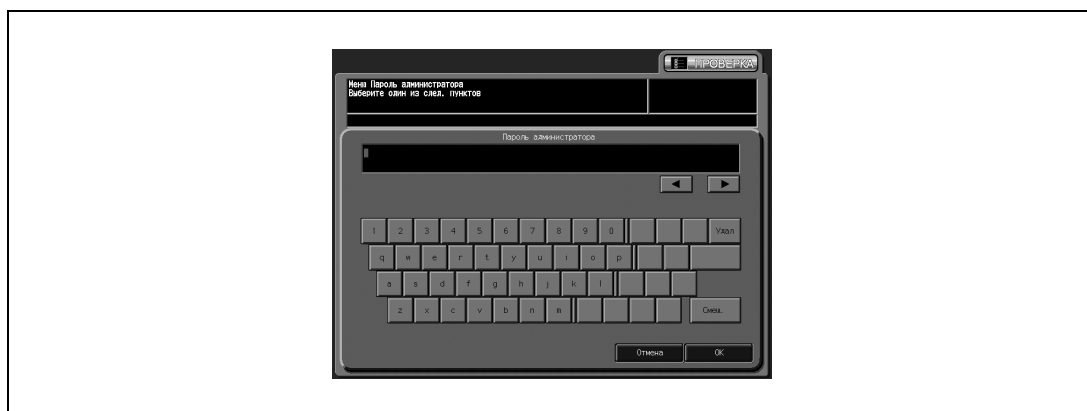 ПРОВЕРКА
Меню Пароль администратора
Выберите один из след. пунктов
Пароль администратора
◄ ►
1 2 3 4 5 6 7 8 9 0 Удал
q w e r t y u i o p
a s d f g h j k l
z x c v b n m Смещ.
Отмена OK